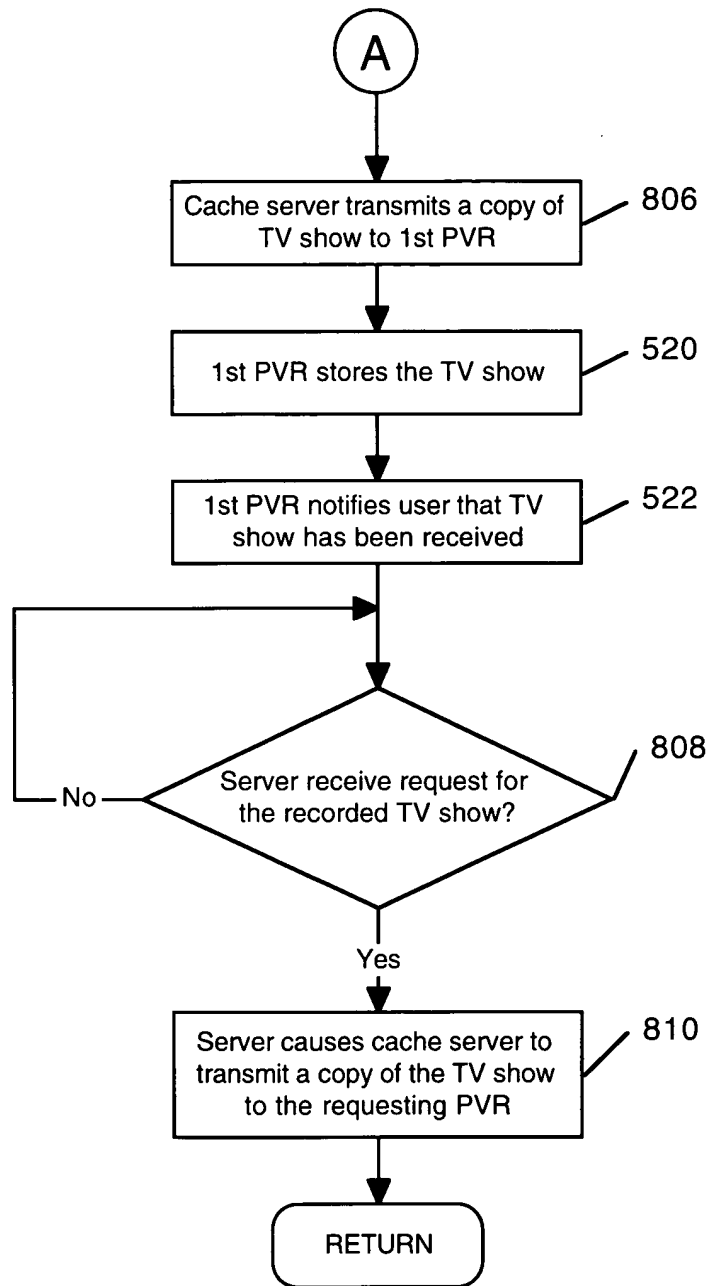 A
Cache server transmits a copy of
TV show to 1st PVR
806
1st PVR stores the TV show
520
1st PVR notifies user that TV
show has been received
522
Server receive request for
the recorded TV show?
808
No
Yes
Server causes cache server to
transmit a copy of the TV show
to the requesting PVR
810
RETURN